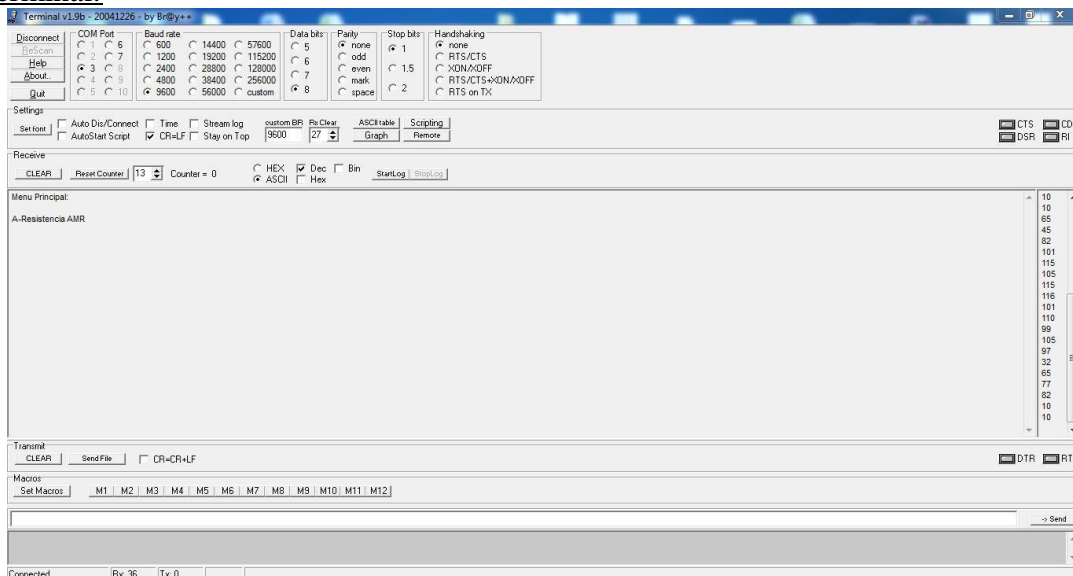 Terminal v1.9b - 20041226 - by Br@y++
Disconnect
ReScan
Help
About..
Quit
COM Port
1 6
2 7
3 8
4 9
5 10
Baud rate
600 14400 57600
1200 19200 115200
2400 28800 128000
4800 38400 256000
9600 56000 custom
Data bits
5
6
7
8
Parity
none
odd
even
mark
space
Stop bits
1
1.5
2
Handshaking
none
RTS/CTS
XON/XOFF
RTS/CTS+XON/XOFF
RTS on TX
Settings
Set font
Auto Dis/Connect Time Stream log
AutoStart Script CR=LF Stay on Top
custom BR Rx Clear
9600 27
ASCII table Scripting
Graph Remote
CTS CD
DSR RI
Receive
CLEAR Reset Counter 13 Counter = 0
HEX Dec Bin
ASCII Hex
StartLog StopLog
Menu Principal:
A-Resistencia AMR
10
10
65
45
82
101
115
105
115
116
101
110
99
105
97
32
65
77
82
10
10
Transmit
CLEAR Send File CR=CR+LF
DTR RT
Macros
Set Macros M1 M2 M3 M4 M5 M6 M7 M8 M9 M10 M11 M12
-> Send
Connected Rx: 36 Tx: 0